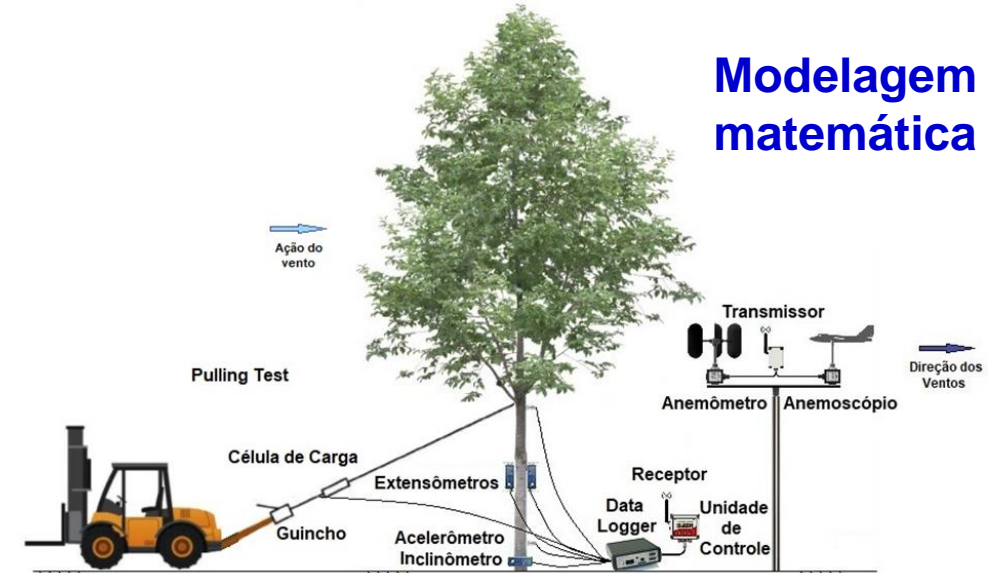 Modelagem
matemática
Ação do
vento
Transmissor
Direção dos
Ventos
Pulling Test
Anemômetro
Anemoscópio
Célula de Carga
Receptor
Extensômetros
Data
Logger
Unidade
de
Controle
Guincho
Acelerômetro
Inclinômetro